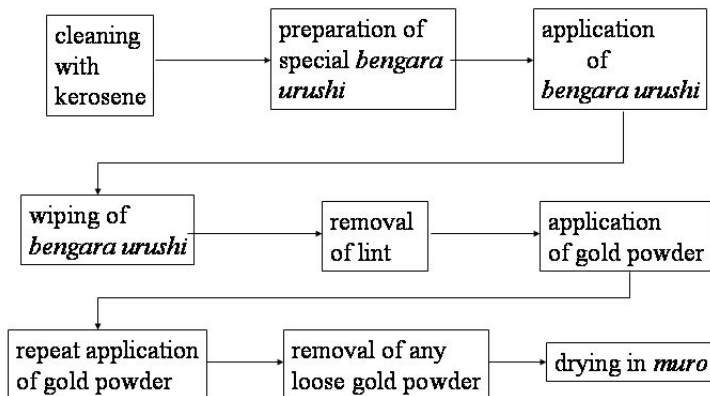 cleaning
with
kerosene
preparation of
special bengara
urushi
application
of
bengara urushi
wiping of
bengara urushi
removal
of lint
application
of gold powder
repeat application
of gold powder
removal of any
loose gold powder
drying in muro